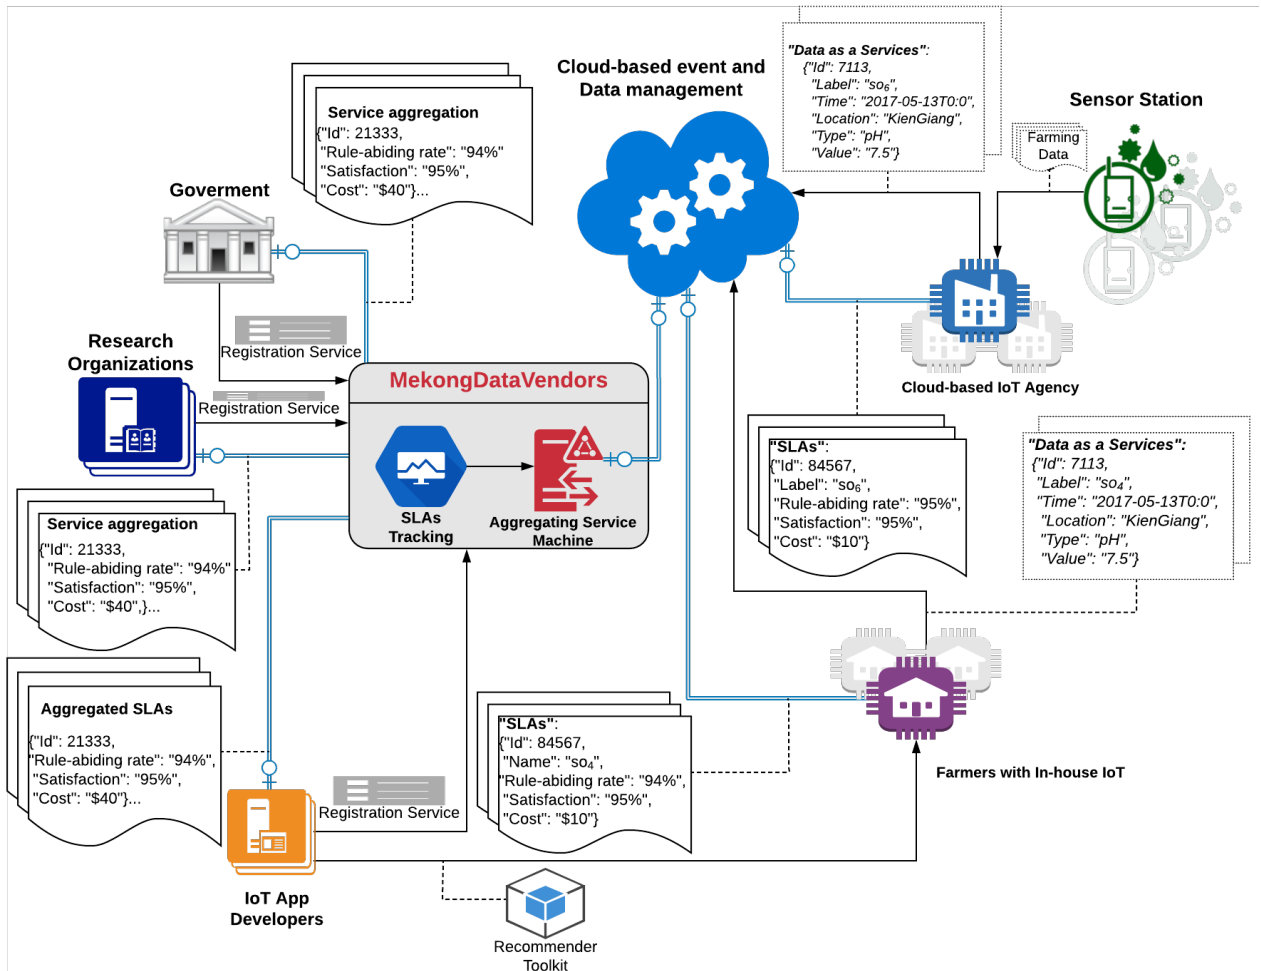 Cloud-based event and
Data management
"Data as a Services":
{"Id": 7113,
"Label": "so₆",
"Time": "2017-05-13T0:0",
"Location": "KienGiang",
"Type": "pH",
"Value": "7.5"}
Sensor Station
Farming
Data
Service aggregation
{"Id": 21333,
"Rule-abiding rate": "94%"
"Satisfaction": "95%",
"Cost": "$40"}...
Goverment
Registration Service
Research
Organizations
Registration Service
MekongDataVendors
SLAs
Tracking
Aggregating Service
Machine
Cloud-based IoT Agency
"SLAs":
{"Id": 84567,
"Label": "so₆",
"Rule-abiding rate": "95%",
"Satisfaction": "95%",
"Cost": "$10"}
"Data as a Services":
{"Id": 7113,
"Label": "so₄",
"Time": "2017-05-13T0:0",
"Location": "KienGiang",
"Type": "pH",
"Value": "7.5"}
Service aggregation
{"Id": 21333,
"Rule-abiding rate": "94%"
"Satisfaction": "95%",
"Cost": "$40",}...
Aggregated SLAs
{"Id": 21333,
"Rule-abiding rate": "94%",
"Satisfaction": "95%",
"Cost": "$40"}...
"SLAs":
{"Id": 84567,
"Name": "so₄",
"Rule-abiding rate": "94%",
"Satisfaction": "95%",
"Cost": "$10"}
Farmers with In-house IoT
Registration Service
IoT App
Developers
Recommender
Toolkit